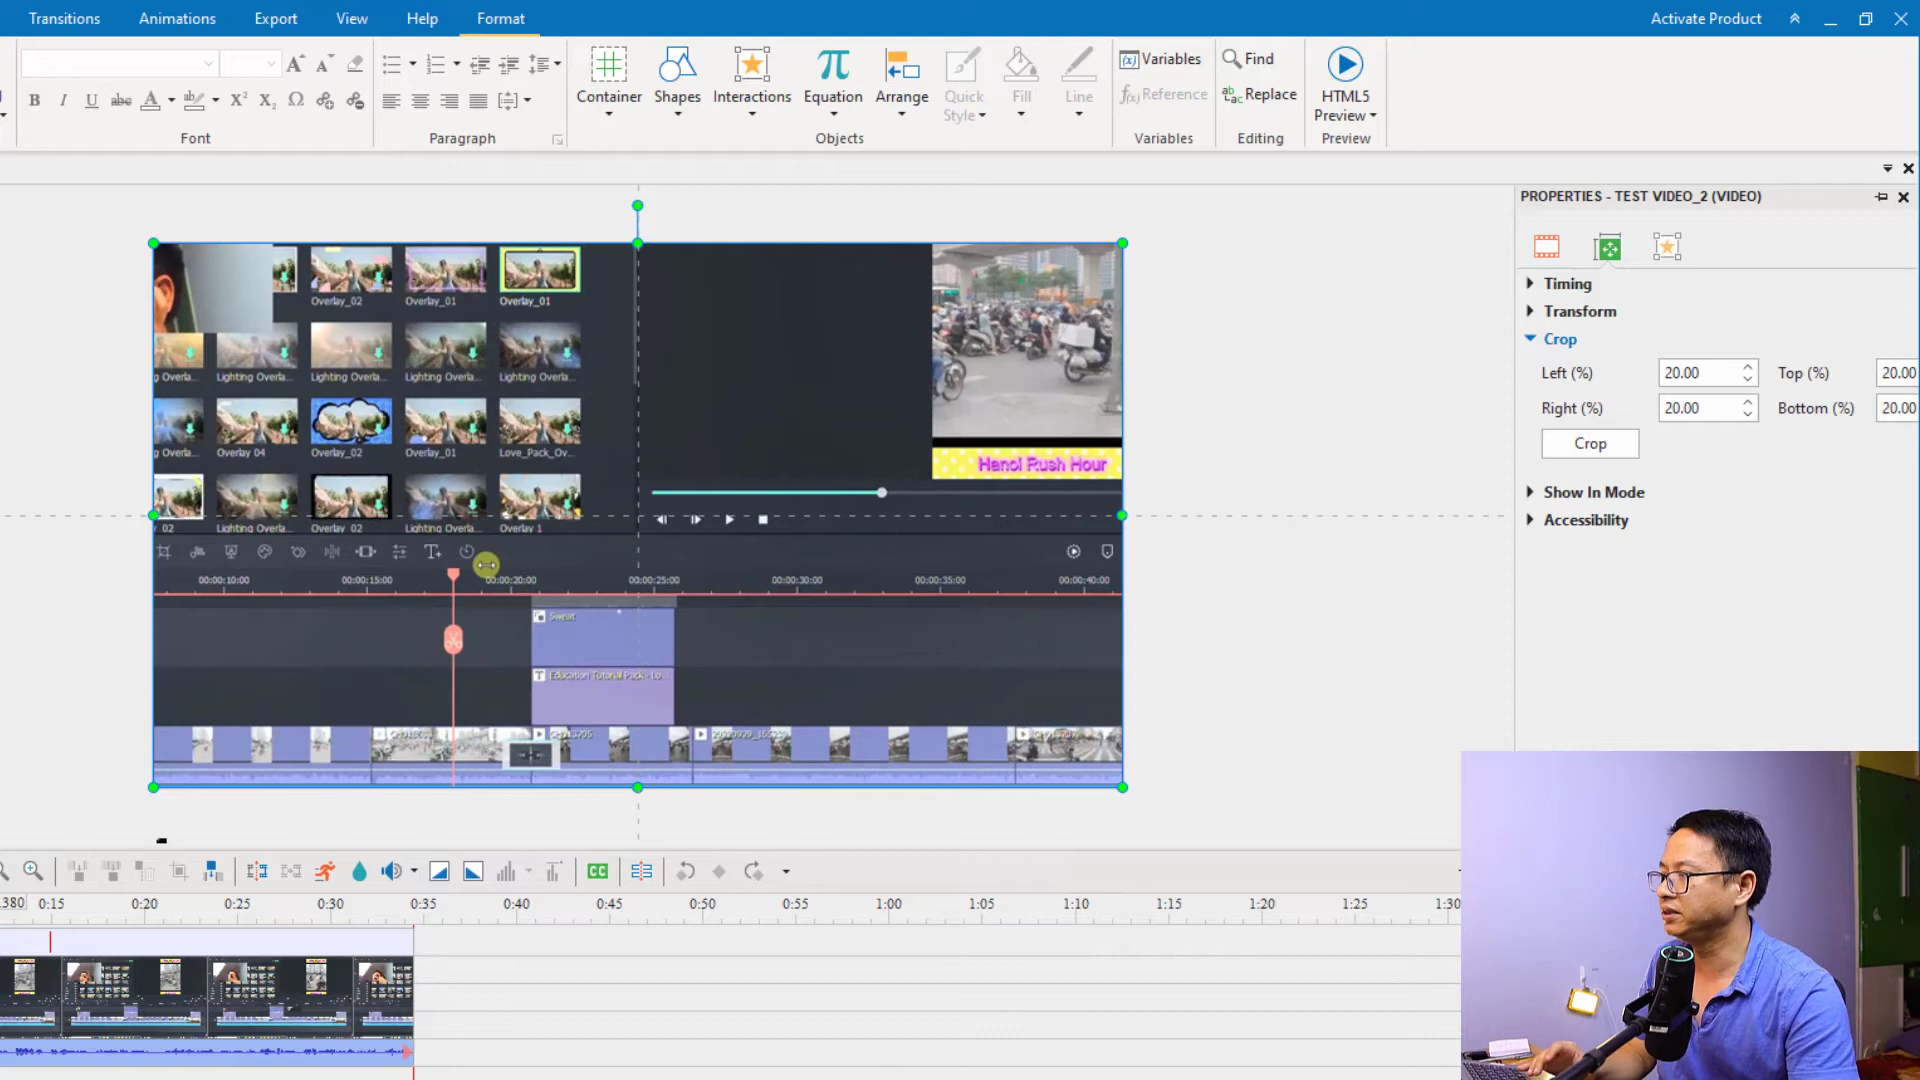 Transitions Animations Export View Help Format Activate Product
Container Shapes Interactions Equation Arrange Quick Style Fill Line
Variables Find
Reference Replace
HTML5 Preview
Font Paragraph Objects Variables Editing Preview
PROPERTIES - TEST VIDEO_2 (VIDEO)
Timing
Transform
Crop
Left (%) 20.00 Top (%) 20.00
Right (%) 20.00 Bottom (%) 20.00
Crop
Show In Mode
Accessibility
Overlay_02 Overlay_01 Overlay_01
Overla... Lighting Overla... Lighting Overla... Lighting Overla... Lighting Overla...
Overla... Overlay 04 Overlay_02 Overlay_01 Love_Pack_Ov...
02 Lighting Overla... Overlay 02 Lighting Overla... Overlay 1
Hanoi Rush Hour
00:00:10:00 00:00:15:00 00:00:20:00 00:00:25:00 00:00:30:00 00:00:35:00 00:00:40:00
Sweat
Education Tutorial Pack - Lo...
CC
.380 0:15 0:20 0:25 0:30 0:35 0:40 0:45 0:50 0:55 1:00 1:05 1:10 1:15 1:20 1:25 1:30